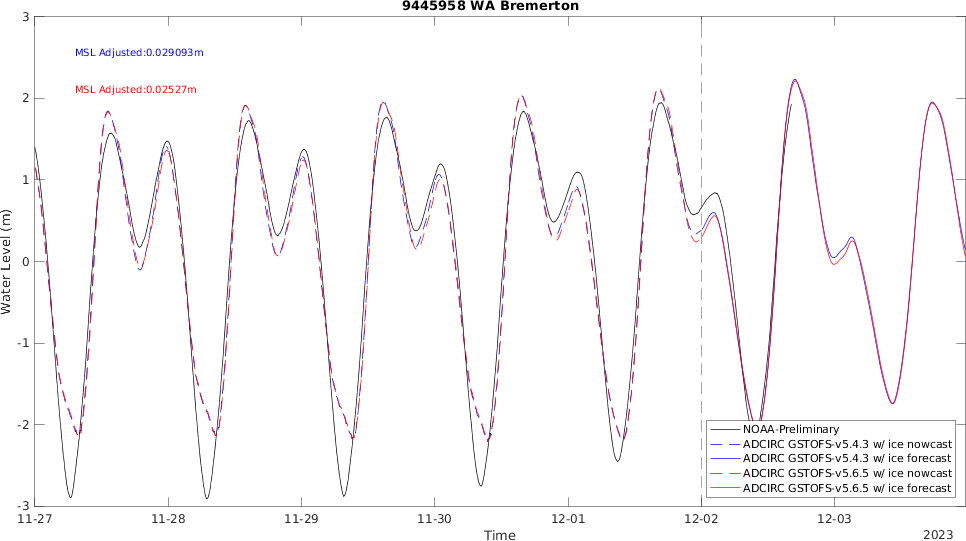 9445958 WA Bremerton
3
MSL Adjusted:0.029093m
MSL Adjusted:0.02527m
2
1
0
-1
-2
-3
Water Level (m)
NOAA-Preliminary
ADCIRC GSTOFS-v5.4.3 w/ ice nowcast
ADCIRC GSTOFS-v5.4.3 w/ ice forecast
ADCIRC GSTOFS-v5.6.5 w/ ice nowcast
ADCIRC GSTOFS-v5.6.5 w/ ice forecast
11-27 11-28 11-29 11-30 12-01 12-02 12-03
Time
2023